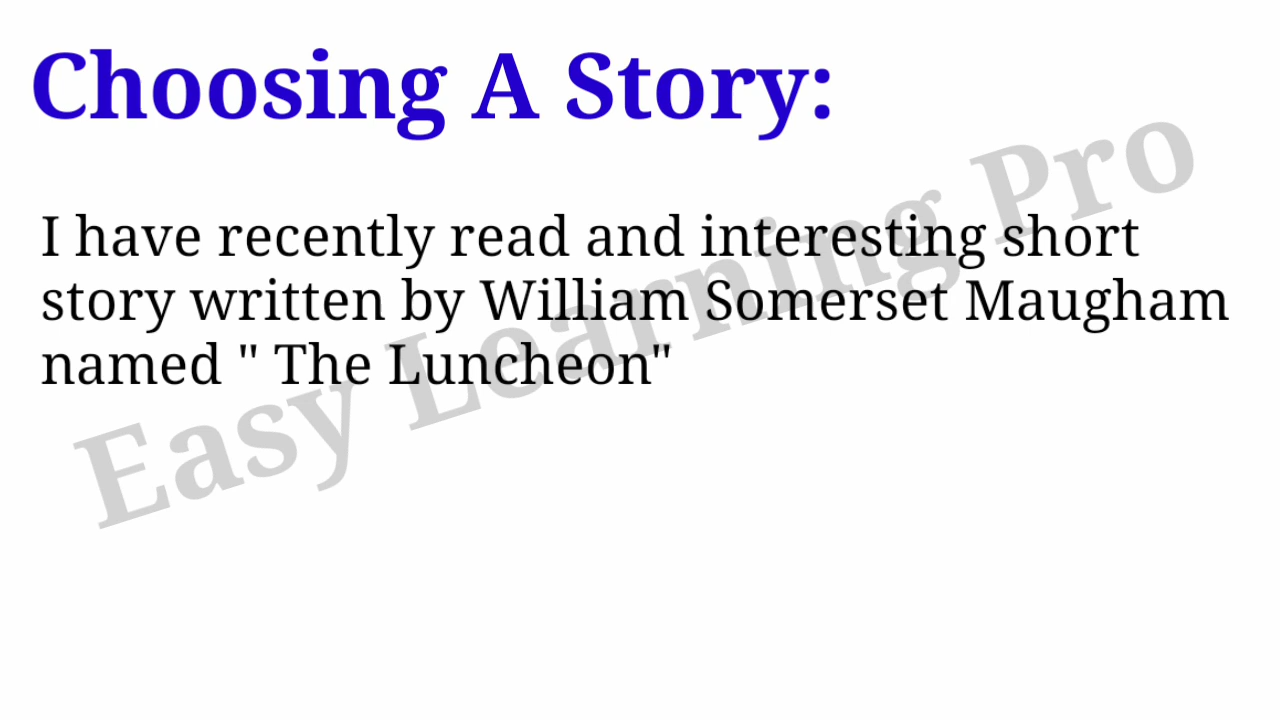 Choosing A Story:
I have recently read and interesting short
story written by William Somerset Maugham
named " The Luncheon"
Easy Learning Pro